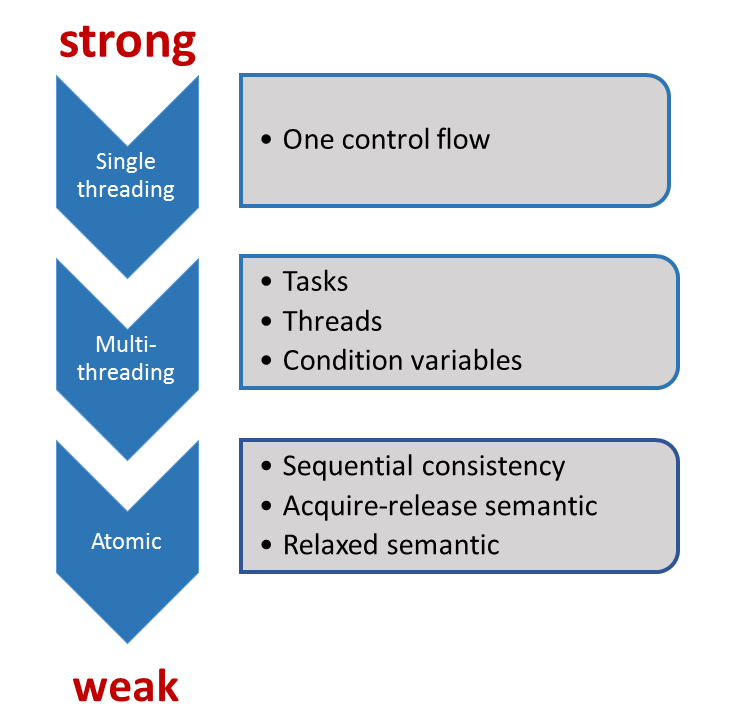 strong
Single
threading
• One control flow
Multi-
threading
• Tasks
• Threads
• Condition variables
Atomic
• Sequential consistency
• Acquire-release semantic
• Relaxed semantic
weak